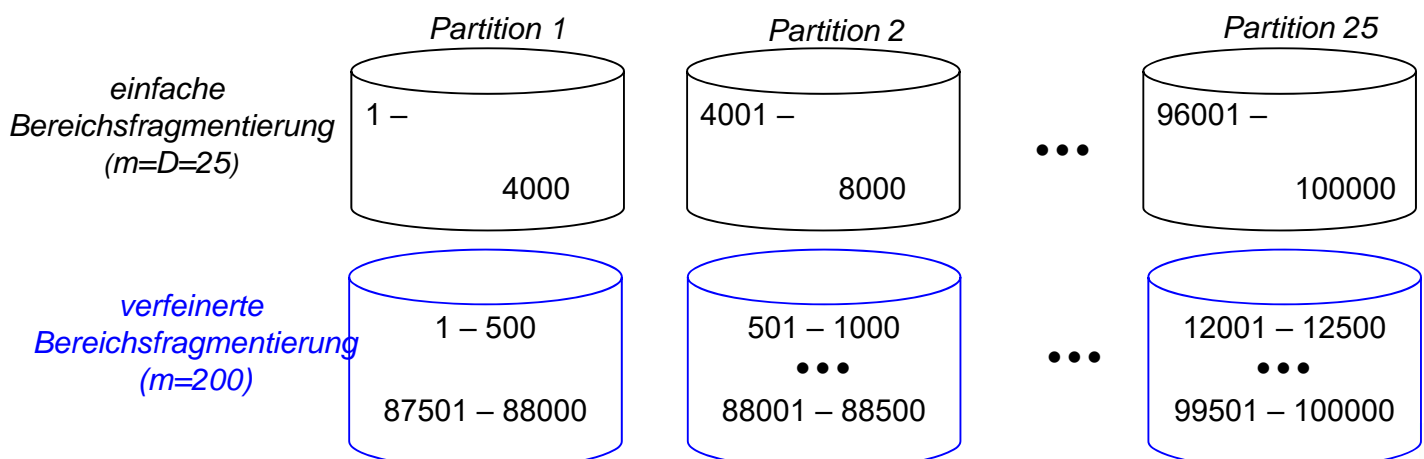 Partition 1
Partition 2
Partition 25
einfache
Bereichsfragmentierung
(m=D=25)
1 –
4000
4001 –
8000
•••
96001 –
100000
verfeinerte
Bereichsfragmentierung
(m=200)
1 – 500
87501 – 88000
501 – 1000
•••
88001 – 88500
•••
12001 – 12500
•••
99501 – 100000